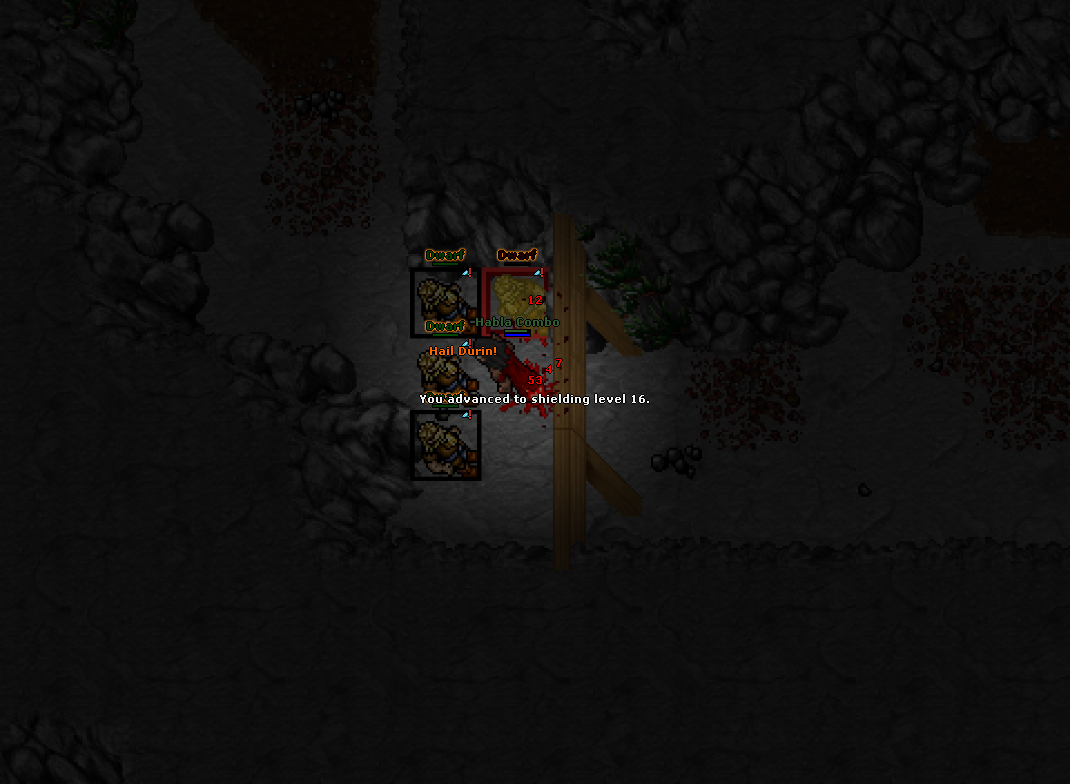 Dwarf Dwarf
12
Dwarf Habla Combo
Hail Durin!
7
4
53
You advanced to shielding level 16.